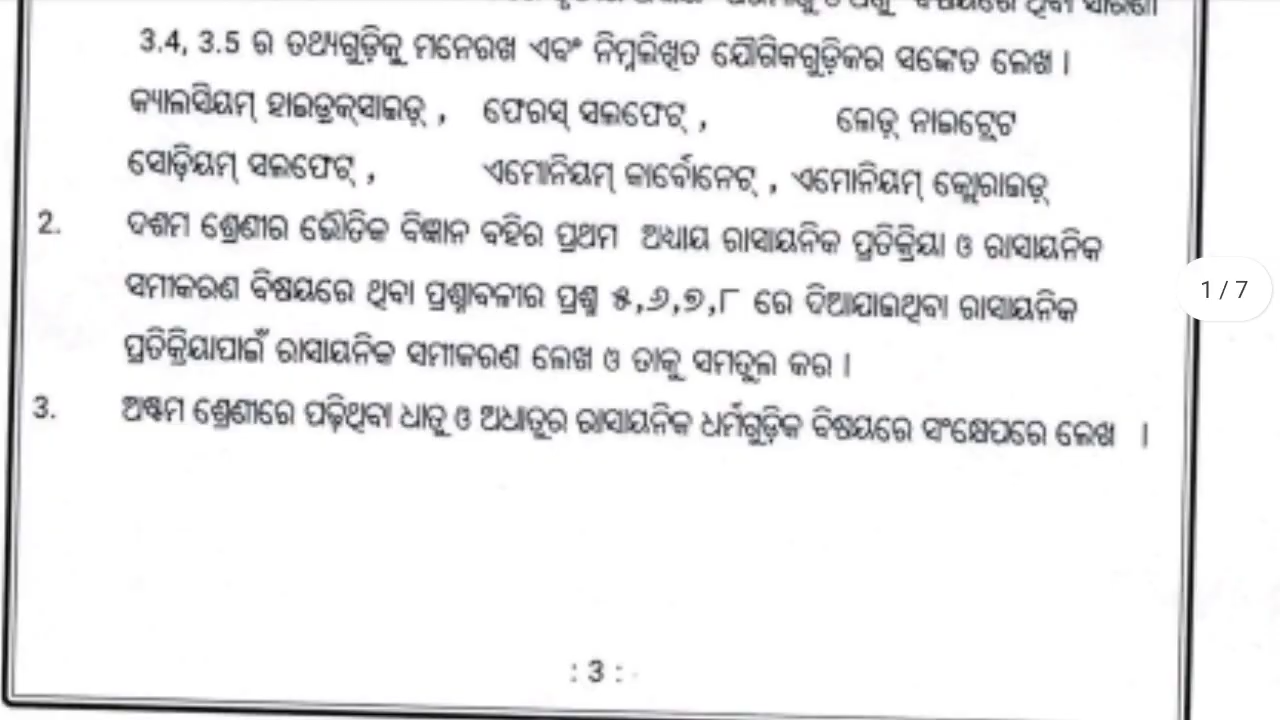 ବିଷୟରେ ଥିବା ସାରଣୀ
3.4, 3.5 ର ତଥ୍ୟଗୁଡ଼ିକୁ ମନେରଖ ଏବଂ ନିମ୍ନଲିଖିତ ଯୌଗିକଗୁଡ଼ିକର ସଙ୍କେତ ଲେଖ ।
କ୍ୟାଲସିୟମ୍ ହାଇଡ୍ରକ୍‌ସାଇଡ଼୍ , ଫେରସ୍ ସଲଫେଟ୍ , ଲେଡ୍ ନାଇଟ୍ରେଟ
ସୋଡ଼ିୟମ୍ ସଲଫେଟ୍ , ଏମୋନିୟମ୍ କାର୍ବୋନେଟ୍ , ଏମୋନିୟମ୍ କ୍ଲୋରାଇଡ଼୍
2. ଦଶମ ଶ୍ରେଣୀର ଭୌତିକ ବିଜ୍ଞାନ ବହିର ପ୍ରଥମ ଅଧ୍ୟାୟ ରାସାୟନିକ ପ୍ରତିକ୍ରିୟା ଓ ରାସାୟନିକ
ସମୀକରଣ ବିଷୟରେ ଥିବା ପ୍ରଶ୍ନାବଳୀର ପ୍ରଶ୍ନ ୫,୬,୭,୮ ରେ ଦିଆଯାଇଥିବା ରାସାୟନିକ
ପ୍ରତିକ୍ରିୟାପାଇଁ ରାସାୟନିକ ସମୀକରଣ ଲେଖ ଓ ତାକୁ ସମତୁଲ କର ।
3. ଅଷ୍ଟମ ଶ୍ରେଣୀରେ ପଢ଼ିଥିବା ଧାତୁ ଓ ଅଧାତୁର ରାସାୟନିକ ଧର୍ମଗୁଡ଼ିକ ବିଷୟରେ ସଂକ୍ଷେପରେ ଲେଖ ।
: 3 :
1 / 7